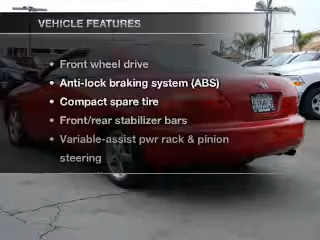 VEHICLE FEATURES
• Front wheel drive
• Anti-lock braking system (ABS)
• Compact spare tire
• Front/rear stabilizer bars
• Variable-assist pwr rack & pinion
steering